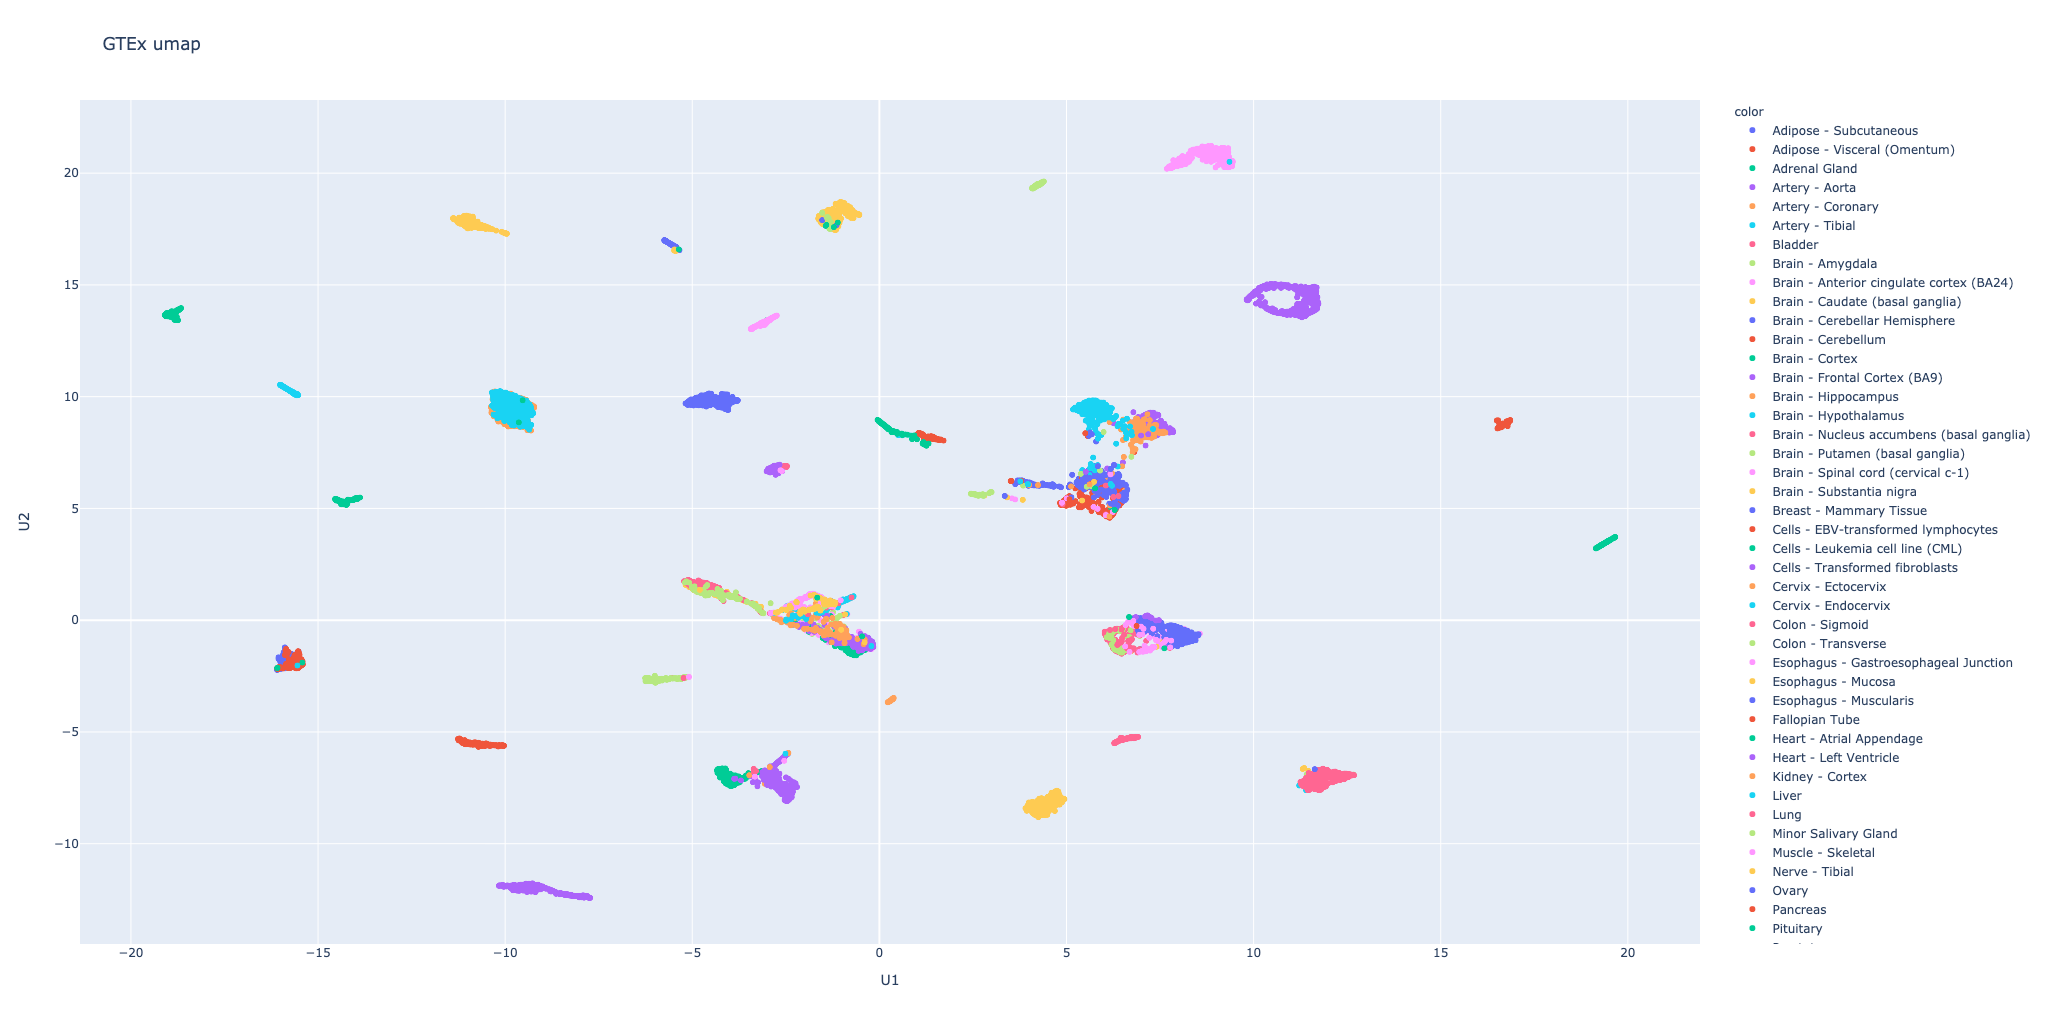 GTEx umap
color
Adipose - Subcutaneous
Adipose - Visceral (Omentum)
Adrenal Gland
Artery - Aorta
Artery - Coronary
Artery - Tibial
Bladder
Brain - Amygdala
Brain - Anterior cingulate cortex (BA24)
Brain - Caudate (basal ganglia)
Brain - Cerebellar Hemisphere
Brain - Cerebellum
Brain - Cortex
Brain - Frontal Cortex (BA9)
Brain - Hippocampus
Brain - Hypothalamus
Brain - Nucleus accumbens (basal ganglia)
Brain - Putamen (basal ganglia)
Brain - Spinal cord (cervical c-1)
Brain - Substantia nigra
Breast - Mammary Tissue
Cells - EBV-transformed lymphocytes
Cells - Leukemia cell line (CML)
Cells - Transformed fibroblasts
Cervix - Ectocervix
Cervix - Endocervix
Colon - Sigmoid
Colon - Transverse
Esophagus - Gastroesophageal Junction
Esophagus - Mucosa
Esophagus - Muscularis
Fallopian Tube
Heart - Atrial Appendage
Heart - Left Ventricle
Kidney - Cortex
Liver
Lung
Minor Salivary Gland
Muscle - Skeletal
Nerve - Tibial
Ovary
Pancreas
Pituitary
20
15
10
5
0
−5
−10
U2
−20 −15 −10 −5 0 5 10 15 20
U1